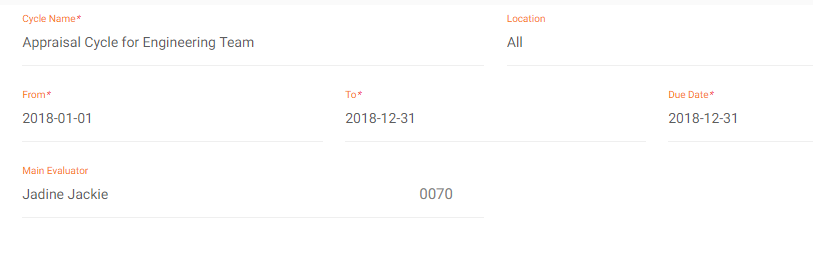 Cycle Name* Location
Appraisal Cycle for Engineering Team All
From* To* Due Date*
2018-01-01 2018-12-31 2018-12-31
Main Evaluator
Jadine Jackie 0070